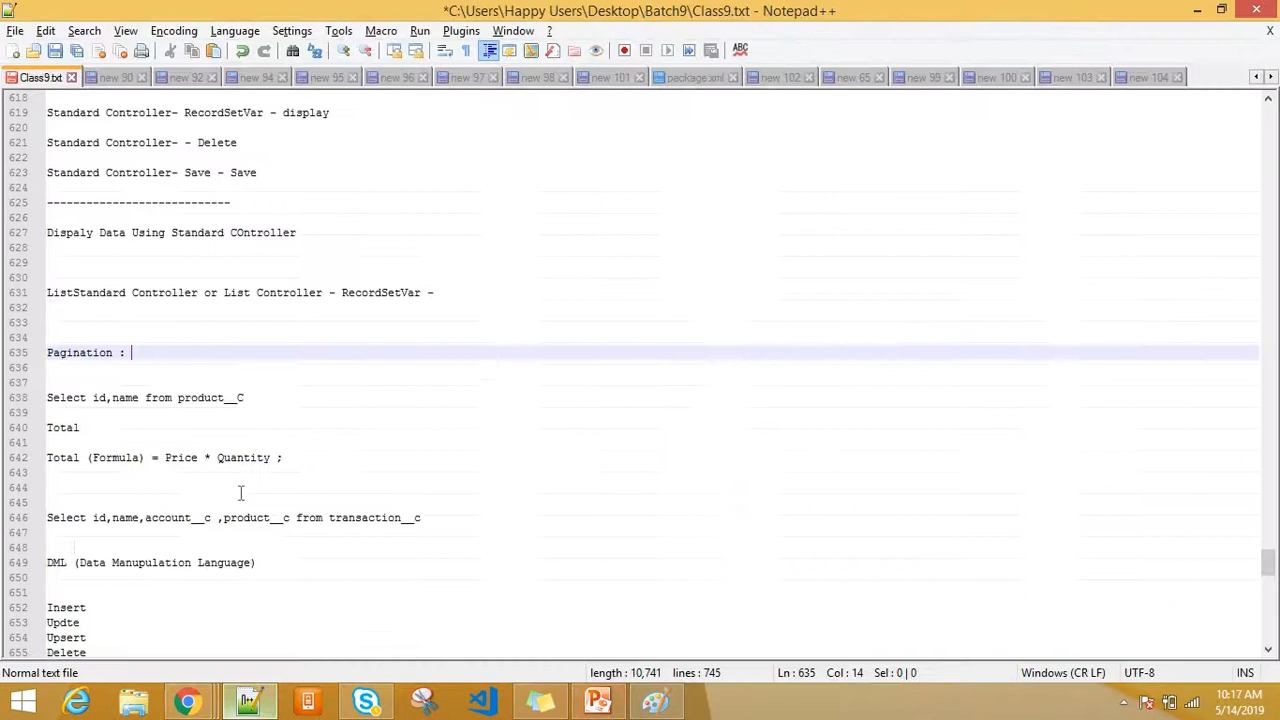 *C:\Users\Happy Users\Desktop\Batch9\Class9.txt - Notepad++
File Edit Search View Encoding Language Settings Tools Macro Run Plugins Window ? X
ABC
Class9.txt new 90 new 92 new 94 new 95 new 96 new 97 new 98 new 101 package.xml new 102 new 99 new 100 new 103 new 104
618
619 Standard Controller- RecordSetVar - display
620
621 Standard Controller- - Delete
622
623 Standard Controller- Save - Save
624
625 ----------------------------
626
627 Dispaly Data Using Standard COntroller
628
629
630
631 ListStandard Controller or List Controller - RecordSetVar -
632
633
634
635 Pagination :
636
637
638 Select id,name from product__C
639
640 Total
641
642 Total (Formula) = Price * Quantity ;
643
644
645
646 Select id,name,account__c ,product__c from transaction__c
647
648
649 DML (Data Manupulation Language)
650
651
652 Insert
653 Updte
654 Upsert
655 Delete
Normal text file length : 10,741 lines : 745 Ln : 635 Col : 14 Sel : 0 | 0 Windows (CR LF) UTF-8 INS
10:17 AM
5/14/2019